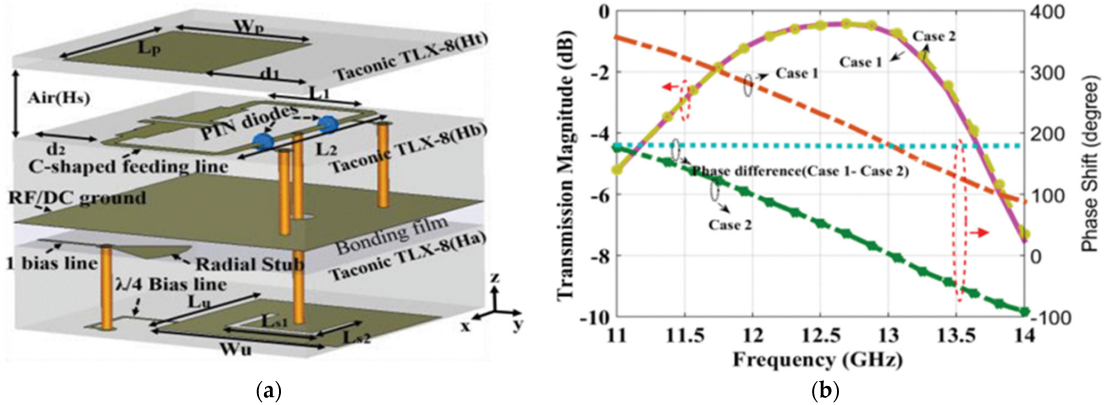 Wp
Lp
Taconic TLX-8(Ht)
d1
Air(Hs)
L1
PIN diodes
d2
L2
C-shaped feeding line
Taconic TLX-8(Hb)
RF/DC ground
Bonding film
1 bias line
Radial Stub
Taconic TLX-8(Ha)
λ/4 Bias line
Lu
Ls1
Ls2
Wu
z
x
y
(a)
Transmission Magnitude (dB)
0
-2
-4
-6
-8
-10
Case 1
Case 1
Case 2
Phase difference(Case 1- Case 2)
Case 2
400
300
200
100
0
-100
Phase Shift (degree)
11
11.5
12
12.5
13
13.5
14
Frequency (GHz)
(b)